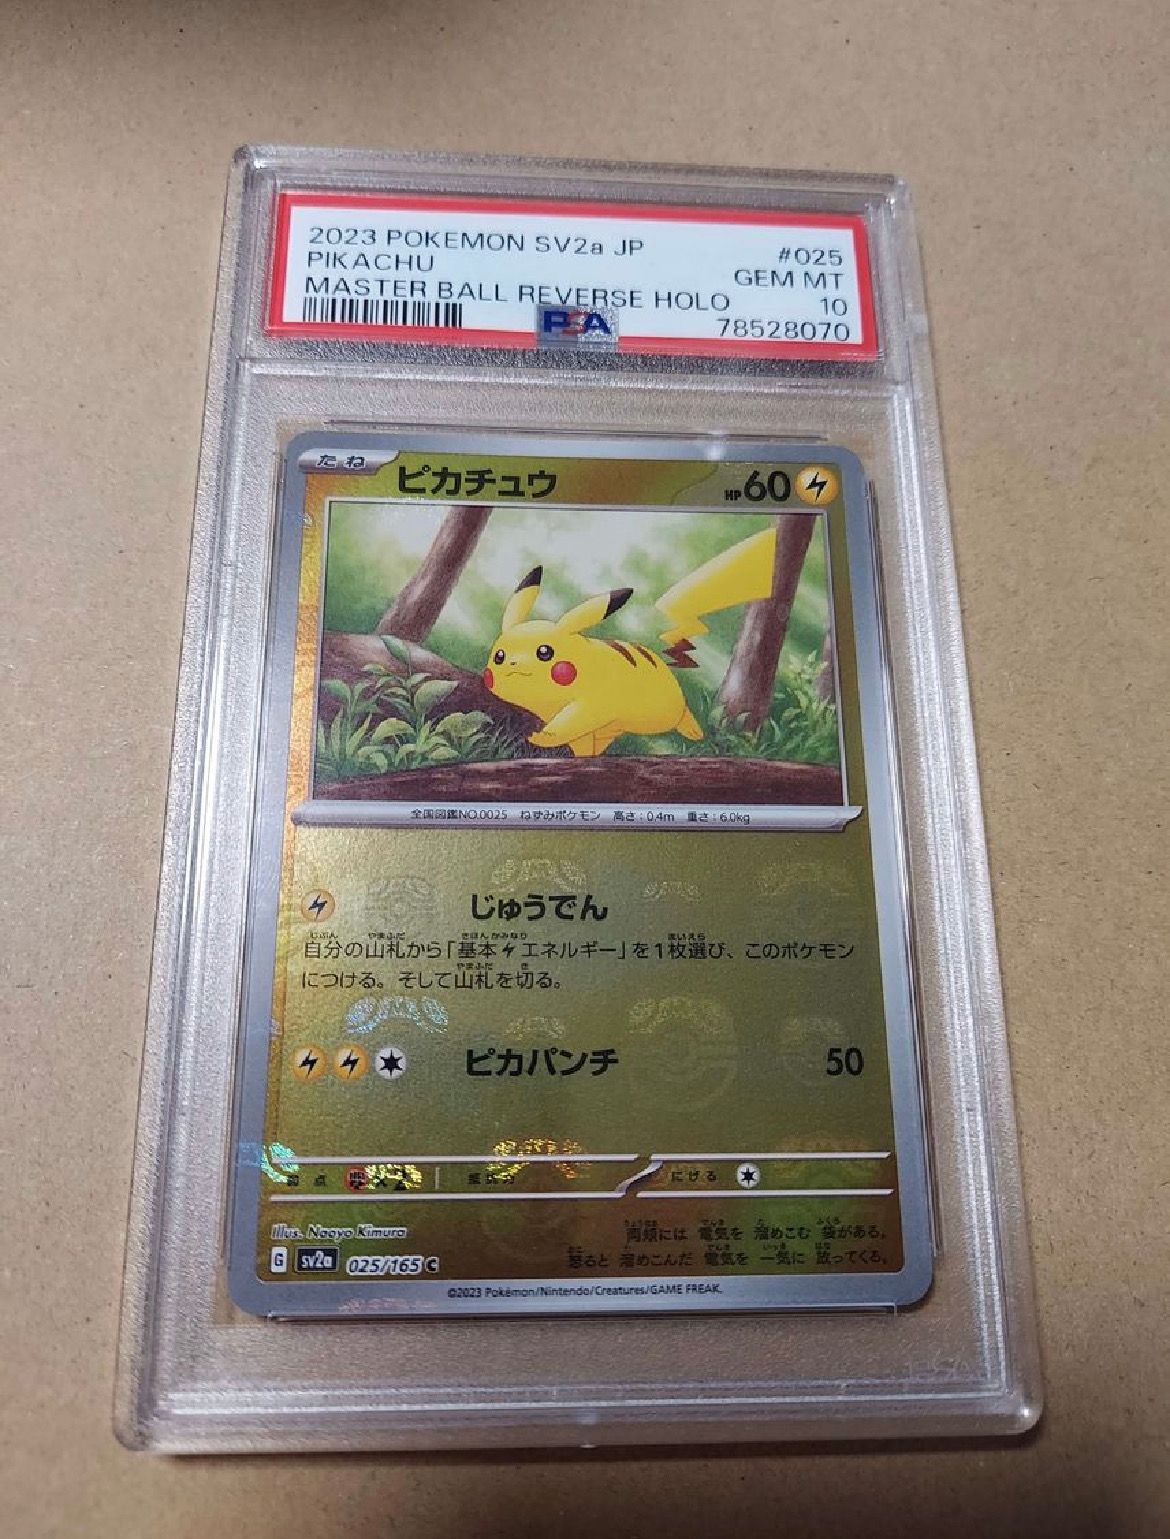 2023 POKEMON SV2a JP #025
PIKACHU GEM MT
MASTER BALL REVERSE HOLO 10
PSA 78528070
たね ピカチュウ HP60
全国図鑑NO.0025 ねずみポケモン 高さ:0.4m 重さ:6.0kg
じゅうでん
自分の山札から「基本エネルギー」を1枚選び、このポケモン
につける。そして山札を切る。
ピカパンチ 50
弱点 ×2 抵抗力 にげる
Illus. Naoyo Kimura
両頬には 電気を 溜めこむ 袋がある。
怒ると 溜めこんだ 電気を 一気に 放ってくる。
G sv2a 025/165 C
©2023 Pokémon/Nintendo/Creatures/GAME FREAK.